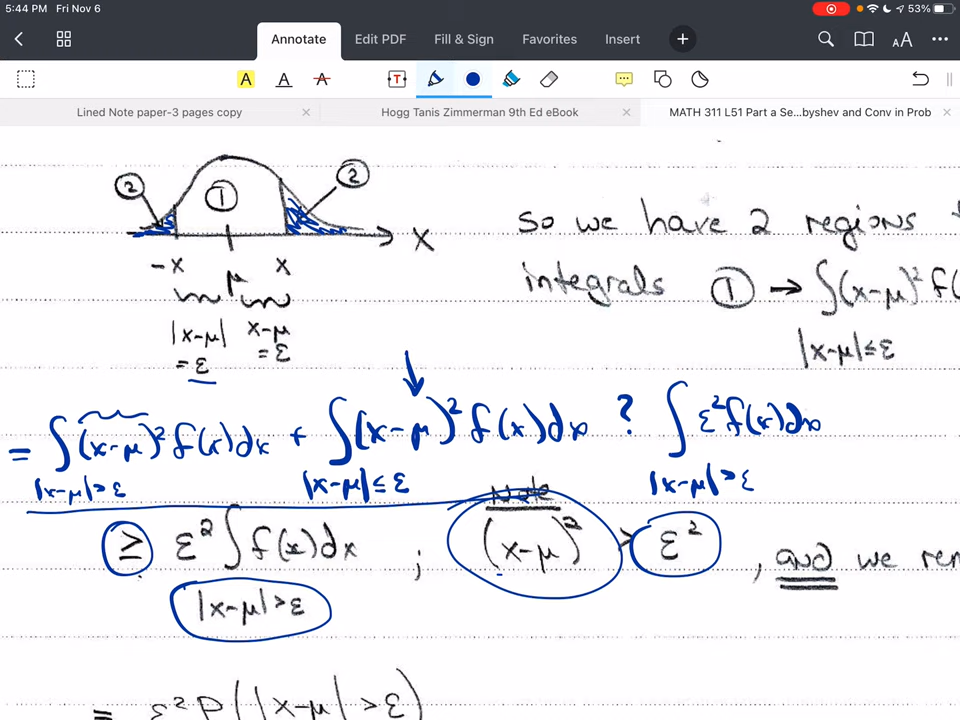 5:44 PM Fri Nov 6 53%
Annotate Edit PDF Fill & Sign Favorites Insert
Lined Note paper-3 pages copy Hogg Tanis Zimmerman 9th Ed eBook MATH 311 L51 Part a Se...byshev and Conv in Prob
② ① ② X
-x μ x
|x-μ| = ε x-μ = ε
so we have 2 regions
integrals ① → ∫(x-μ)² f(
|x-μ|≤ε
= ∫(x-μ)² f(x)dx + ∫(x-μ)² f(x)dx ? ∫ε² f(x)dx
|x-μ|>ε |x-μ|≤ε |x-μ|>ε
Note
≥ ε² ∫f(x)dx ; (x-μ)² > ε² , and we rem
|x-μ|>ε
= ε² P(|x-μ|>ε)